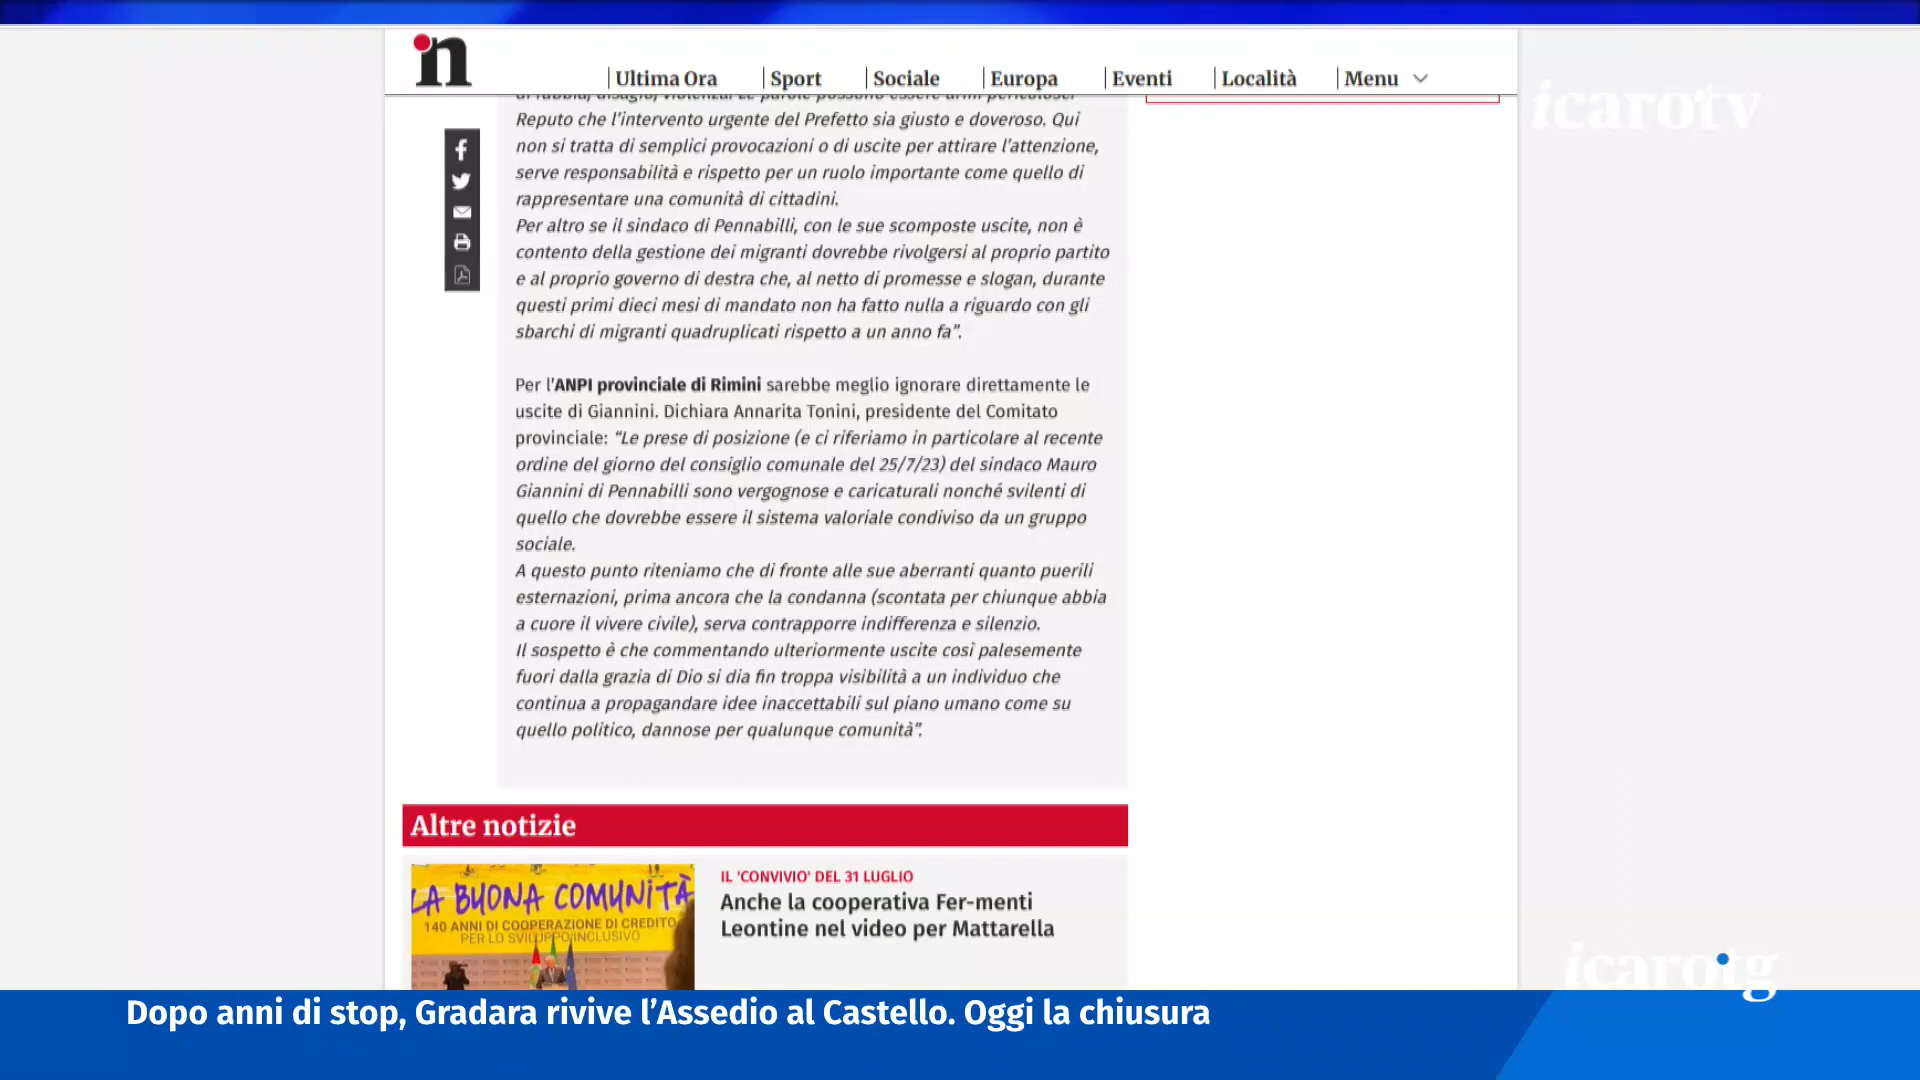 n
Ultima Ora
Sport
Sociale
Europa
Eventi
Località
Menu
icarotv
di rabbia, disagio, violenza. Le parole possono essere armi pericolose.
Reputo che l'intervento urgente del Prefetto sia giusto e doveroso. Qui
non si tratta di semplici provocazioni o di uscite per attirare l'attenzione,
serve responsabilità e rispetto per un ruolo importante come quello di
rappresentare una comunità di cittadini.
Per altro se il sindaco di Pennabilli, con le sue scomposte uscite, non è
contento della gestione dei migranti dovrebbe rivolgersi al proprio partito
e al proprio governo di destra che, al netto di promesse e slogan, durante
questi primi dieci mesi di mandato non ha fatto nulla a riguardo con gli
sbarchi di migranti quadruplicati rispetto a un anno fa”.
Per l'ANPI provinciale di Rimini sarebbe meglio ignorare direttamente le
uscite di Giannini. Dichiara Annarita Tonini, presidente del Comitato
provinciale: “Le prese di posizione (e ci riferiamo in particolare al recente
ordine del giorno del consiglio comunale del 25/7/23) del sindaco Mauro
Giannini di Pennabilli sono vergognose e caricaturali nonché svilenti di
quello che dovrebbe essere il sistema valoriale condiviso da un gruppo
sociale.
A questo punto riteniamo che di fronte alle sue aberranti quanto puerili
esternazioni, prima ancora che la condanna (scontata per chiunque abbia
a cuore il vivere civile), serva contrapporre indifferenza e silenzio.
Il sospetto è che commentando ulteriormente uscite così palesemente
fuori dalla grazia di Dio si dia fin troppa visibilità a un individuo che
continua a propagandare idee inaccettabili sul piano umano come su
quello politico, dannose per qualunque comunità”.
Altre notizie
LA BUONA COMUNITÀ
140 ANNI DI COOPERAZIONE DI CREDITO
PER LO SVILUPPO INCLUSIVO
IL 'CONVIVIO' DEL 31 LUGLIO
Anche la cooperativa Fer-menti
Leontine nel video per Mattarella
icarotg
Dopo anni di stop, Gradara rivive l’Assedio al Castello. Oggi la chiusura